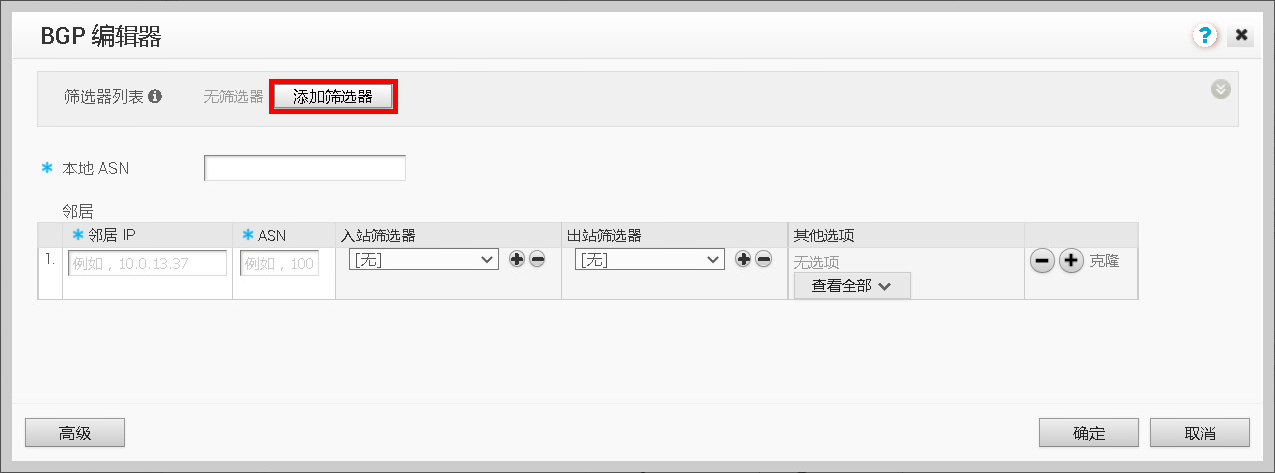 BGP 编辑器 ?
筛选器列表 无筛选器 添加筛选器
* 本地 ASN
邻居
* 邻居 IP * ASN 入站筛选器 出站筛选器 其他选项
1. 例如，10.0.13.37 例如，100 [无] [无] 无选项 克隆
查看全部
高级 确定 取消